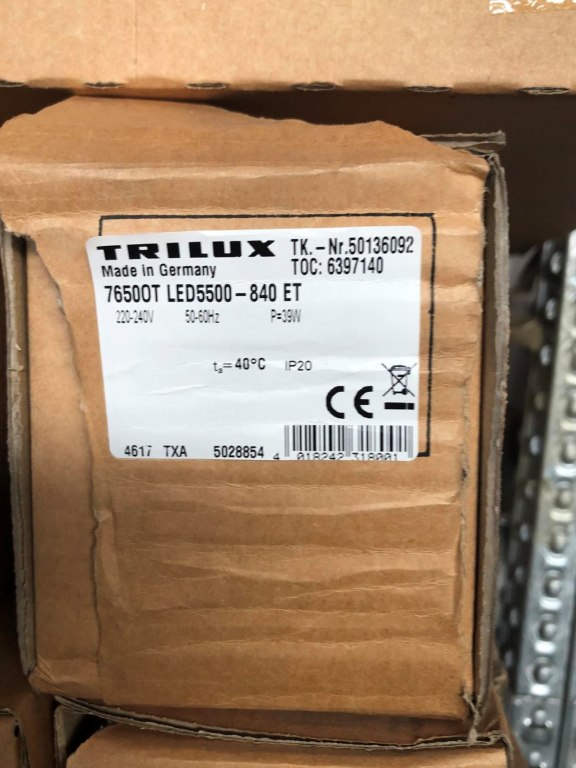 TRILUX TK.-Nr.50136092
Made in Germany TOC: 6397140
7650OT LED5500-840 ET
220-240V 50-60Hz P=39W
ta=40°C IP20
CE
4617 TXA 5028854 4 018242 318001